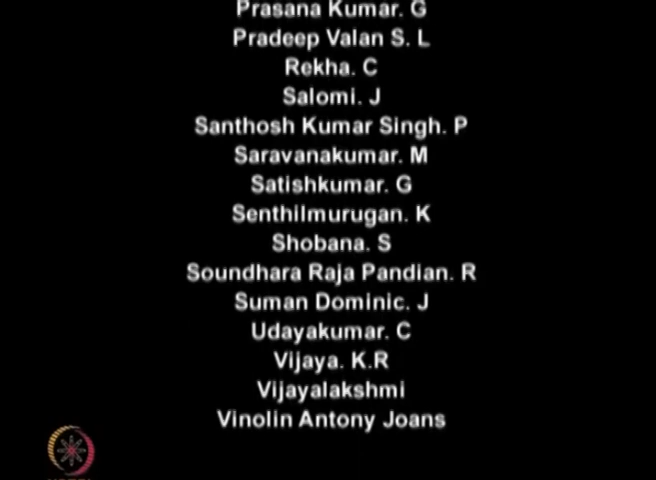 Prasana Kumar. G
Pradeep Valan S. L
Rekha. C
Salomi. J
Santhosh Kumar Singh. P
Saravanakumar. M
Satishkumar. G
Senthilmurugan. K
Shobana. S
Soundhara Raja Pandian. R
Suman Dominic. J
Udayakumar. C
Vijaya. K.R
Vijayalakshmi
Vinolin Antony Joans